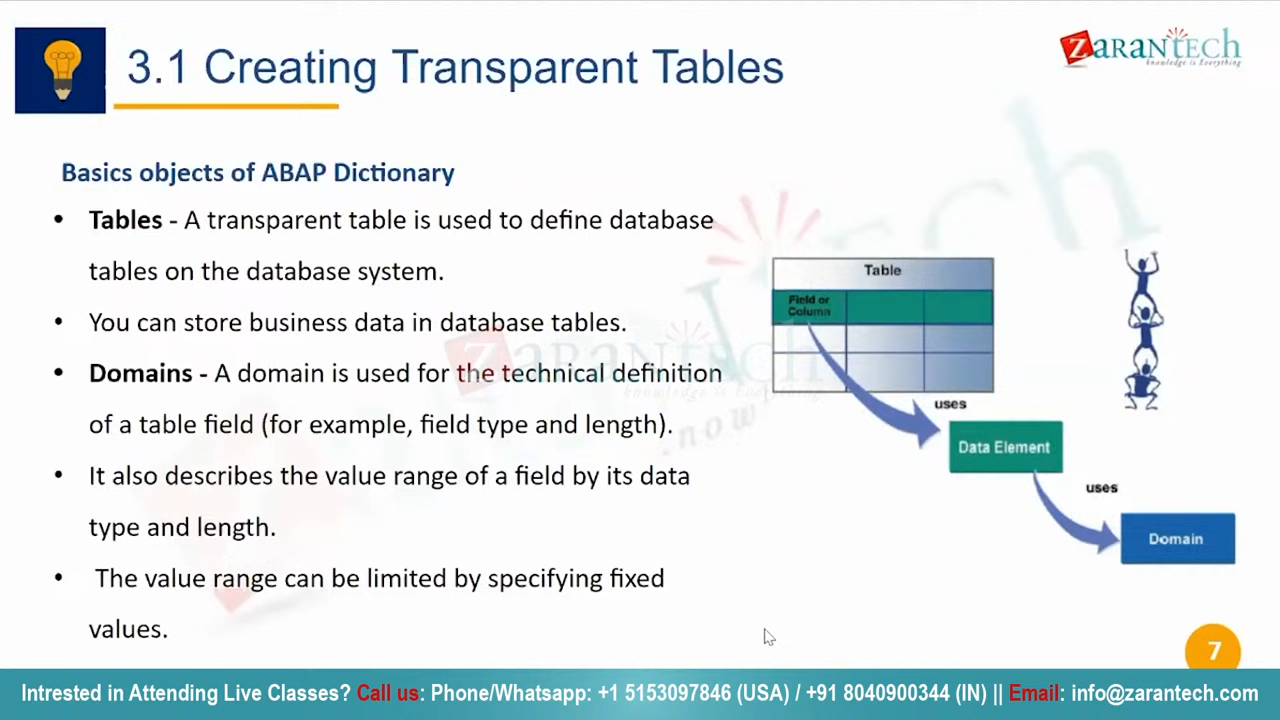 3.1 Creating Transparent Tables
ZARANTECH
knowledge is Everything
Basics objects of ABAP Dictionary
• Tables - A transparent table is used to define database
tables on the database system.
• You can store business data in database tables.
• Domains - A domain is used for the technical definition
of a table field (for example, field type and length).
• It also describes the value range of a field by its data
type and length.
• The value range can be limited by specifying fixed
values.
Table
Field or
Column
uses
Data Element
uses
Domain
ZARANTECH
knowledge is Everything
7
Intrested in Attending Live Classes? Call us: Phone/Whatsapp: +1 5153097846 (USA) / +91 8040900344 (IN) || Email: info@zarantech.com